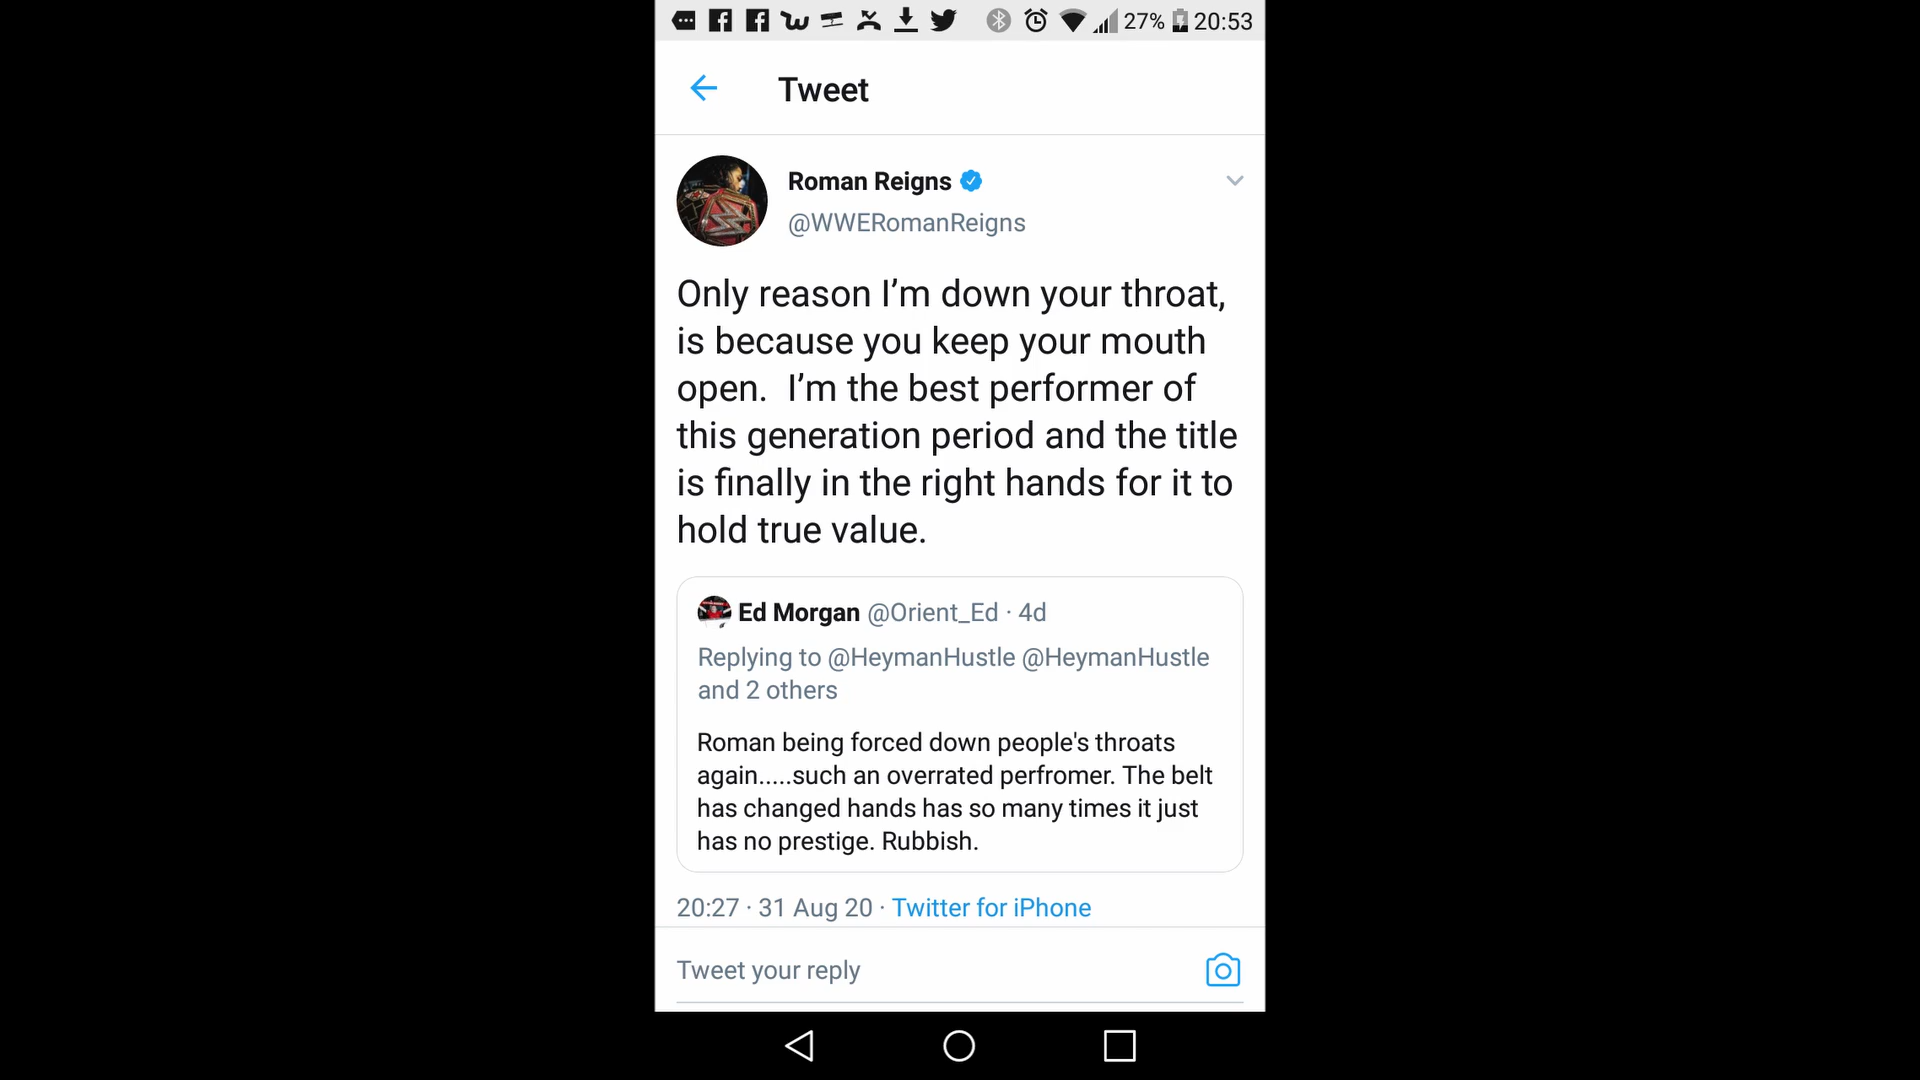 27% 20:53
Tweet
Roman Reigns
@WWERomanReigns
Only reason I’m down your throat,
is because you keep your mouth
open.  I’m the best performer of
this generation period and the title
is finally in the right hands for it to
hold true value.
Ed Morgan @Orient_Ed · 4d
Replying to @HeymanHustle @HeymanHustle
and 2 others
Roman being forced down people's throats
again.....such an overrated perfromer. The belt
has changed hands has so many times it just
has no prestige. Rubbish.
20:27 · 31 Aug 20 · Twitter for iPhone
Tweet your reply